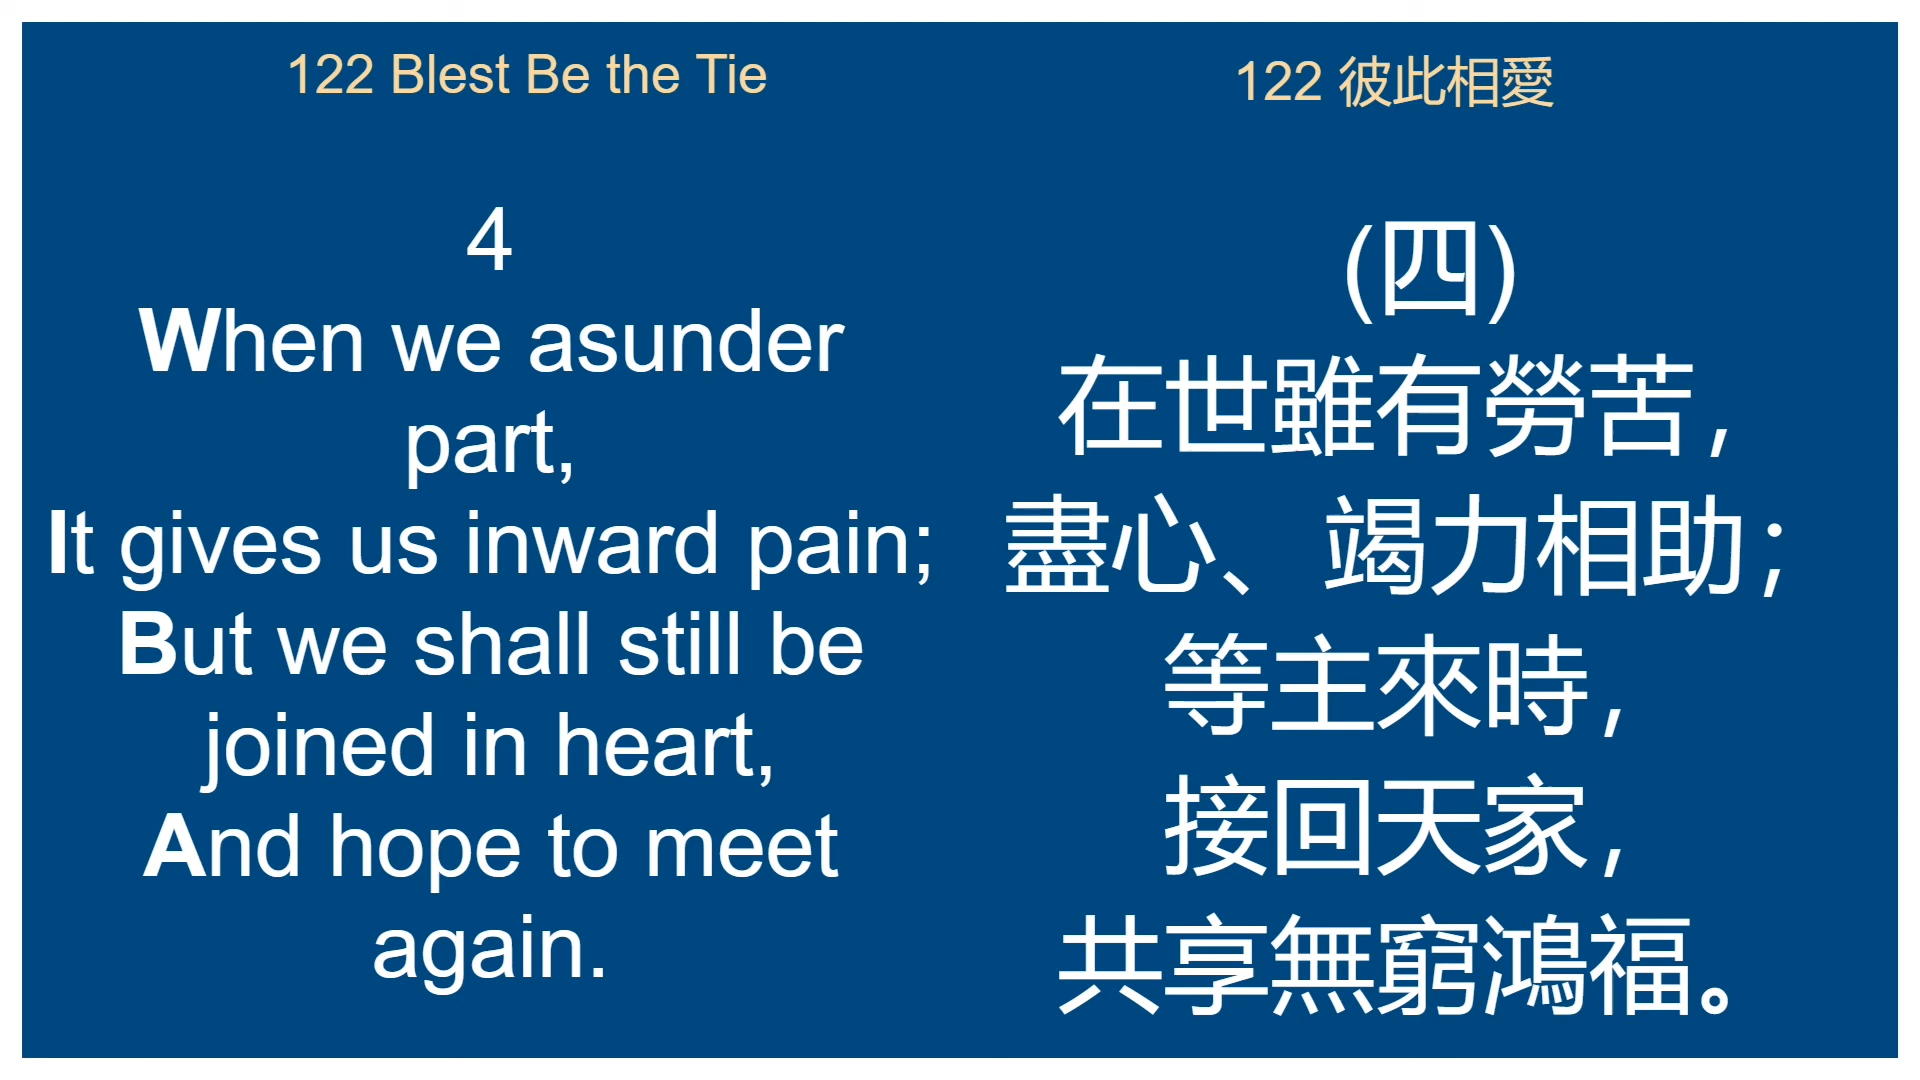 122 Blest Be the Tie
4
When we asunder
part,
It gives us inward pain;
But we shall still be
joined in heart,
And hope to meet
again.
122 彼此相愛
(四)
在世雖有勞苦,
盡心、竭力相助;
等主來時,
接回天家,
共享無窮鴻福。